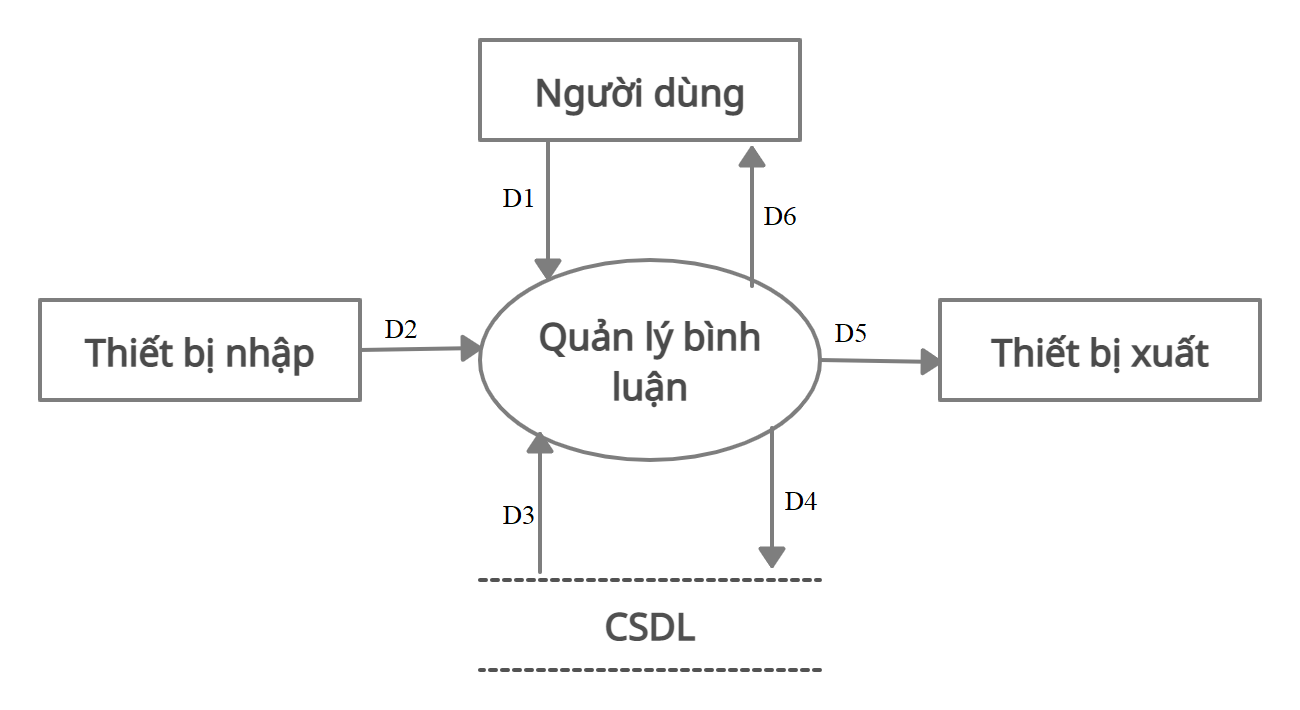 Người dùng
D1
D6
Thiết bị nhập
D2
Quản lý bình
luận
D5
Thiết bị xuất
D3
D4
CSDL